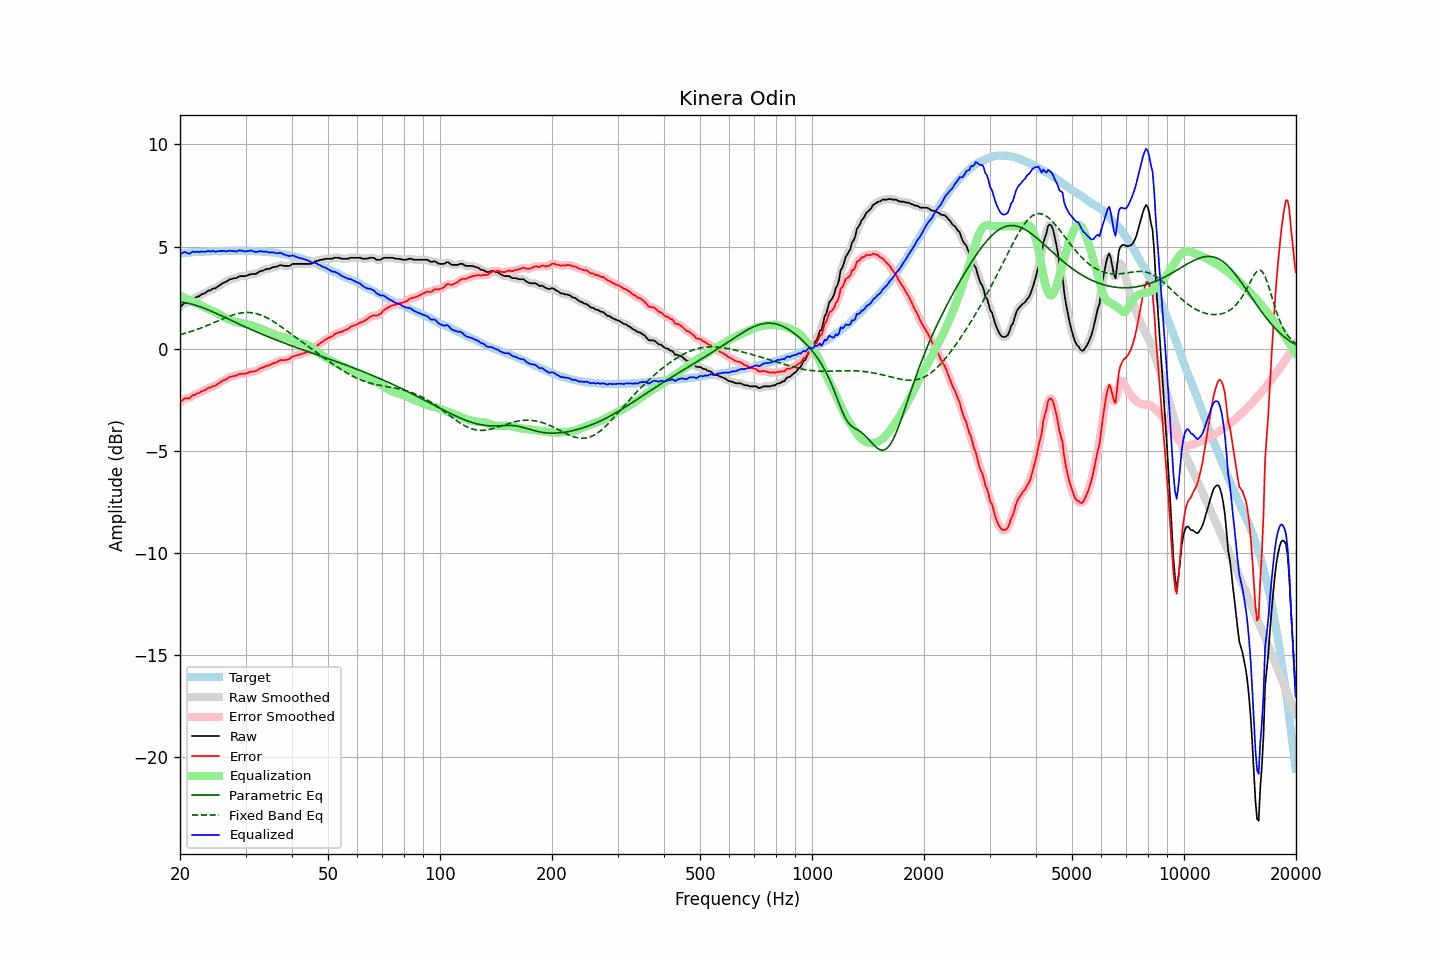 Kinera Odin
10
5
0
−5
−10
−15
−20
Amplitude (dBr)
Target
Raw Smoothed
Error Smoothed
Raw
Error
Equalization
Parametric Eq
Fixed Band Eq
Equalized
20 50 100 200 500 1000 2000 5000 10000 20000
Frequency (Hz)